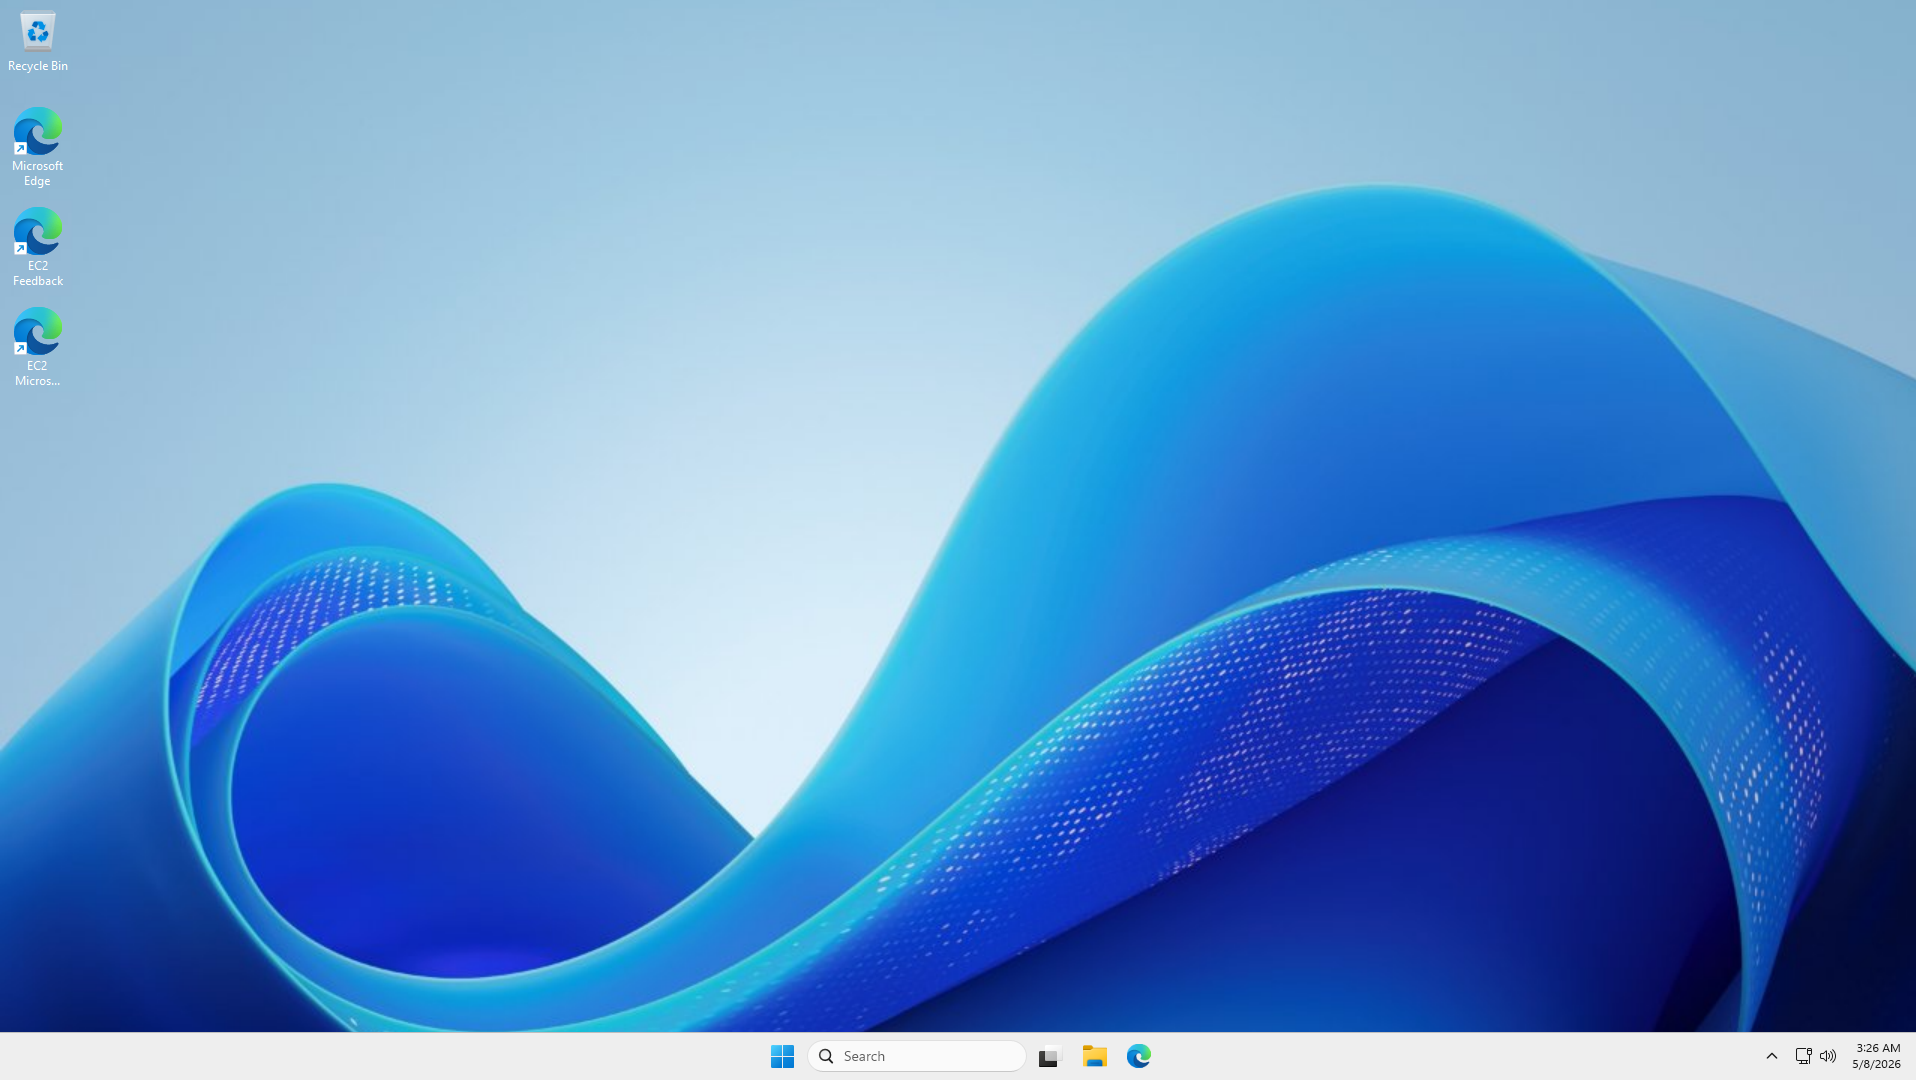 Recycle Bin
Microsoft
Edge
EC2
Feedback
EC2
Micros...
Search
3:26 AM
5/8/2026